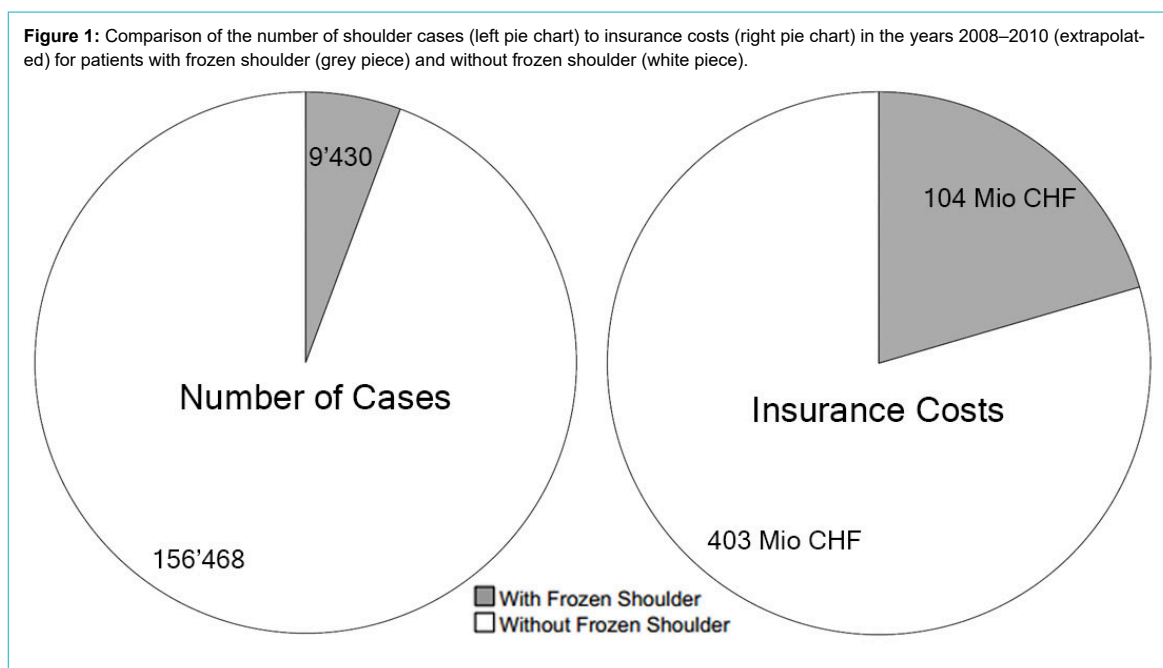 Figure 1: Comparison of the number of shoulder cases (left pie chart) to insurance costs (right pie chart) in the years 2008–2010 (extrapolat-
ed) for patients with frozen shoulder (grey piece) and without frozen shoulder (white piece).
9’430
104 Mio CHF
Number of Cases
Insurance Costs
156’468
403 Mio CHF
With Frozen Shoulder
Without Frozen Shoulder